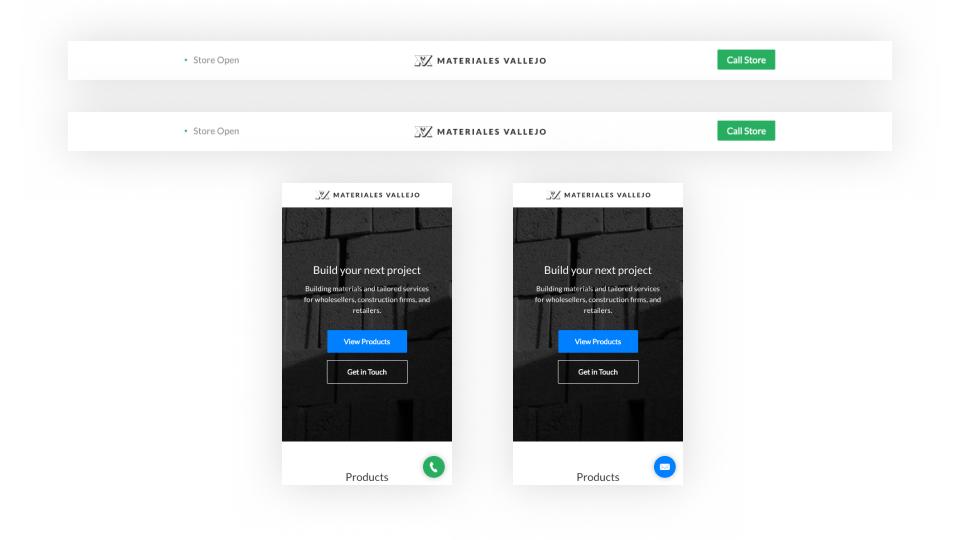 Store Open
MATERIALES VALLEJO
Call Store
Store Open
MATERIALES VALLEJO
Call Store
MATERIALES VALLEJO
Build your next project
Building materials and tailored services
for wholesellers, construction firms, and
retailers.
View Products
Get in Touch
Products
MATERIALES VALLEJO
Build your next project
Building materials and tailored services
for wholesellers, construction firms, and
retailers.
View Products
Get in Touch
Products